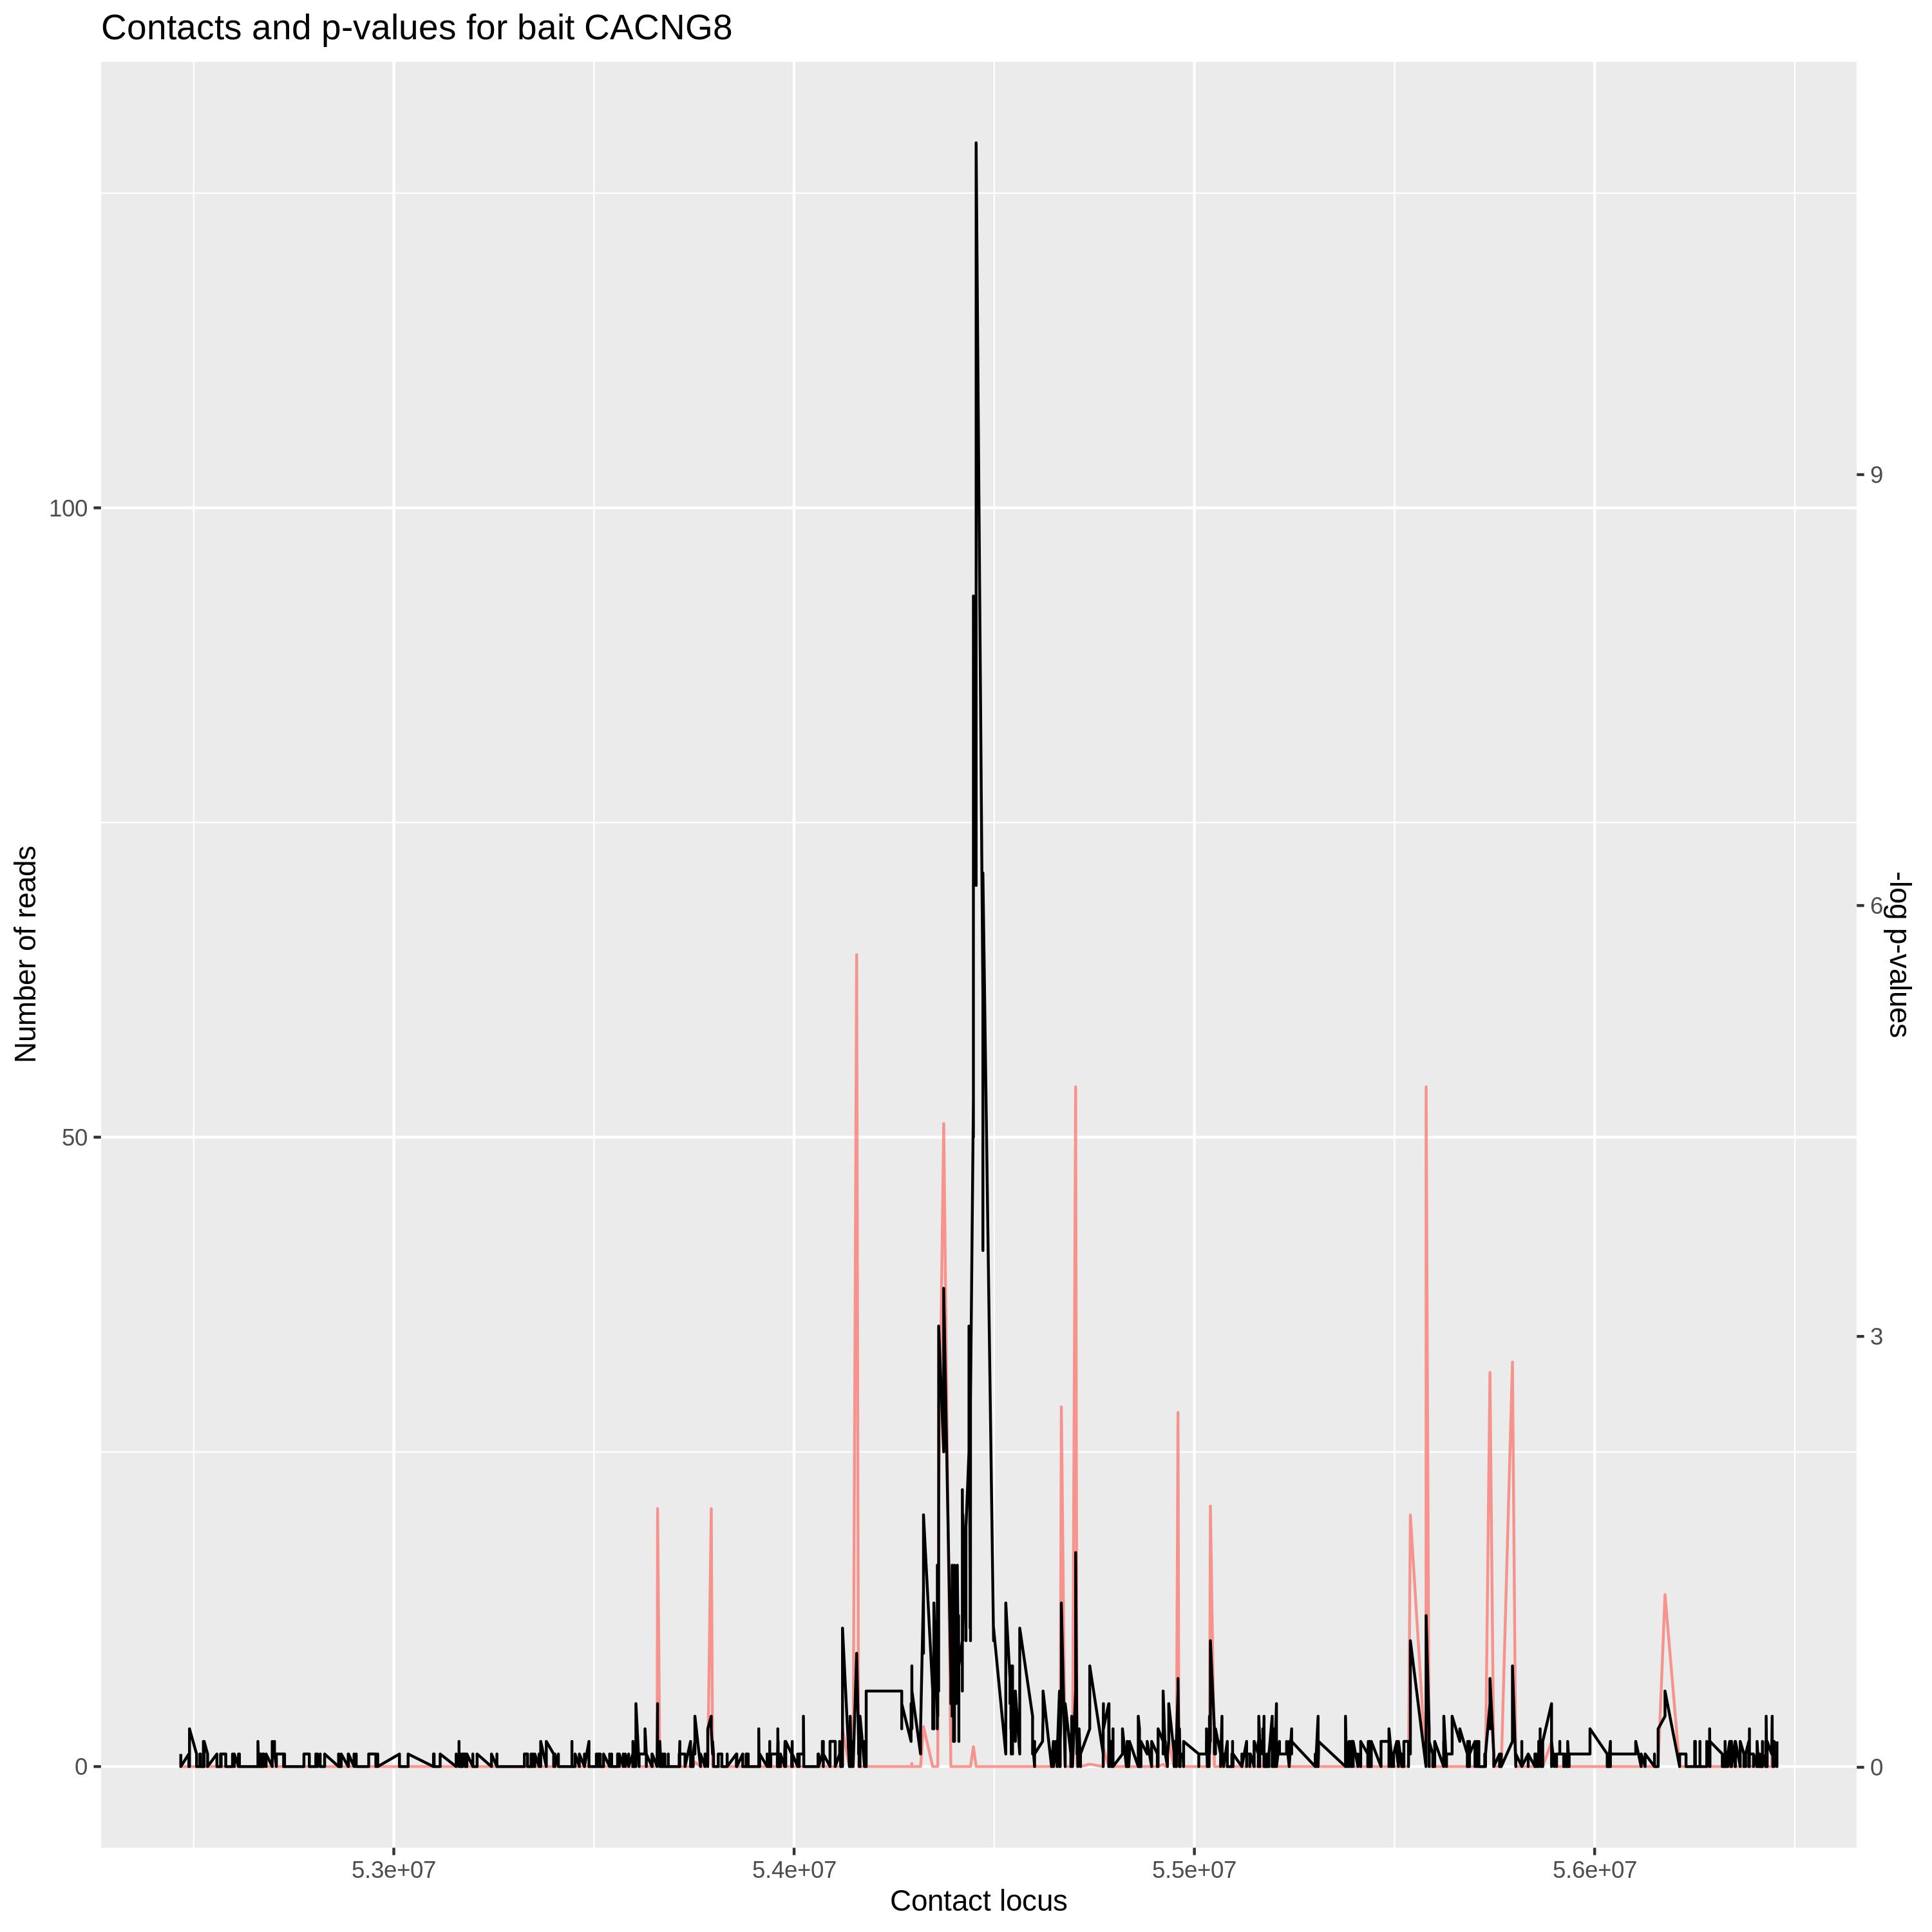 Contacts and p-values for bait CACNG8
Number of reads
100
50
0
9
6
3
0
-log p-values
5.3e+07
5.4e+07
5.5e+07
5.6e+07
Contact locus